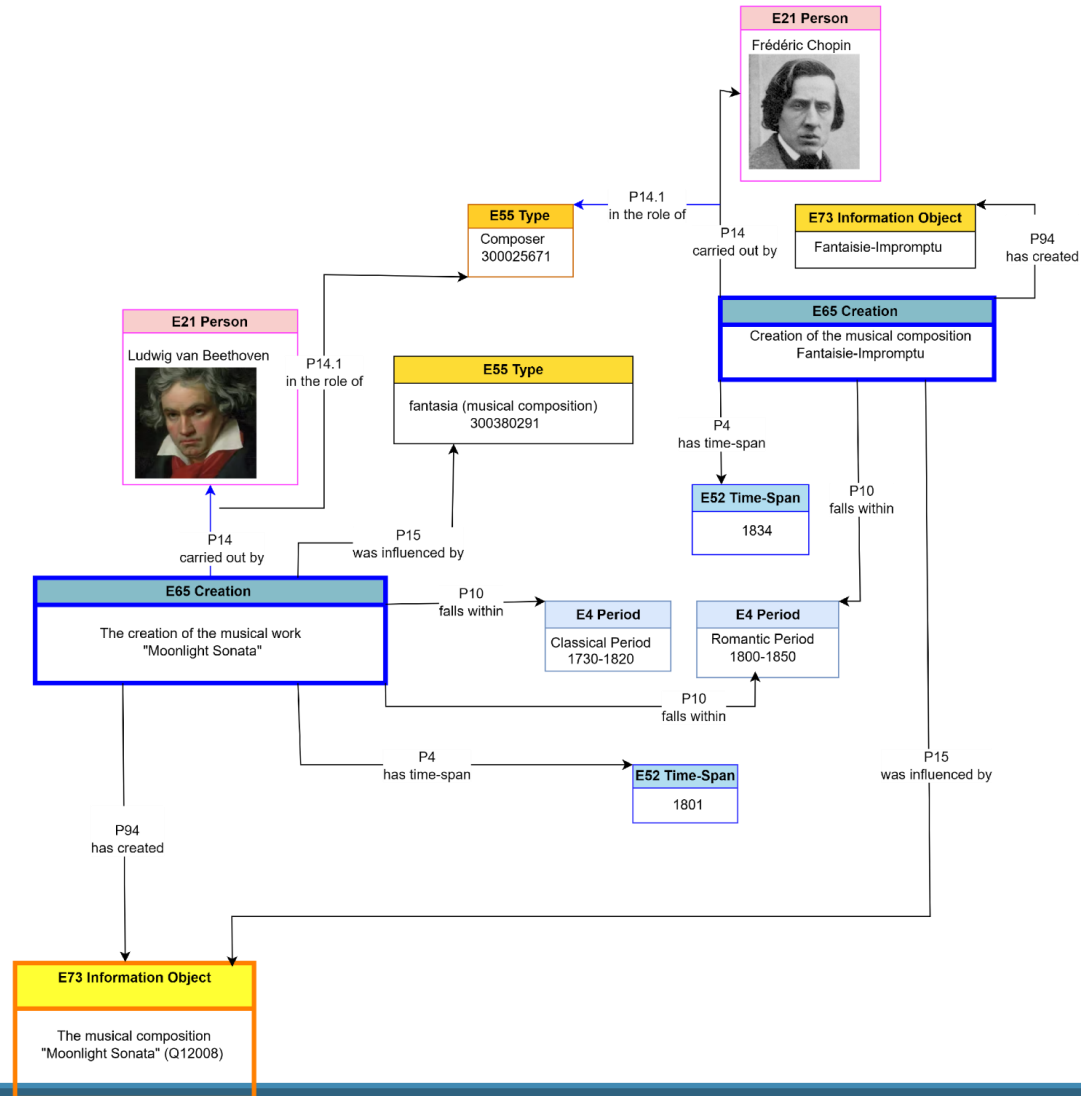 E21 Person
Frédéric Chopin
P14.1
in the role of
E55 Type
Composer
300025671
P14
carried out by
E73 Information Object
Fantaisie-Impromptu
P94
has created
E65 Creation
Creation of the musical composition
Fantaisie-Impromptu
E21 Person
Ludwig van Beethoven
P14.1
in the role of
E55 Type
fantasia (musical composition)
300380291
P4
has time-span
E52 Time-Span
1834
P10
falls within
P14
carried out by
P15
was influenced by
E65 Creation
The creation of the musical work
"Moonlight Sonata"
P10
falls within
E4 Period
Classical Period
1730-1820
E4 Period
Romantic Period
1800-1850
P10
falls within
P4
has time-span
E52 Time-Span
1801
P15
was influenced by
P94
has created
E73 Information Object
The musical composition
"Moonlight Sonata" (Q12008)